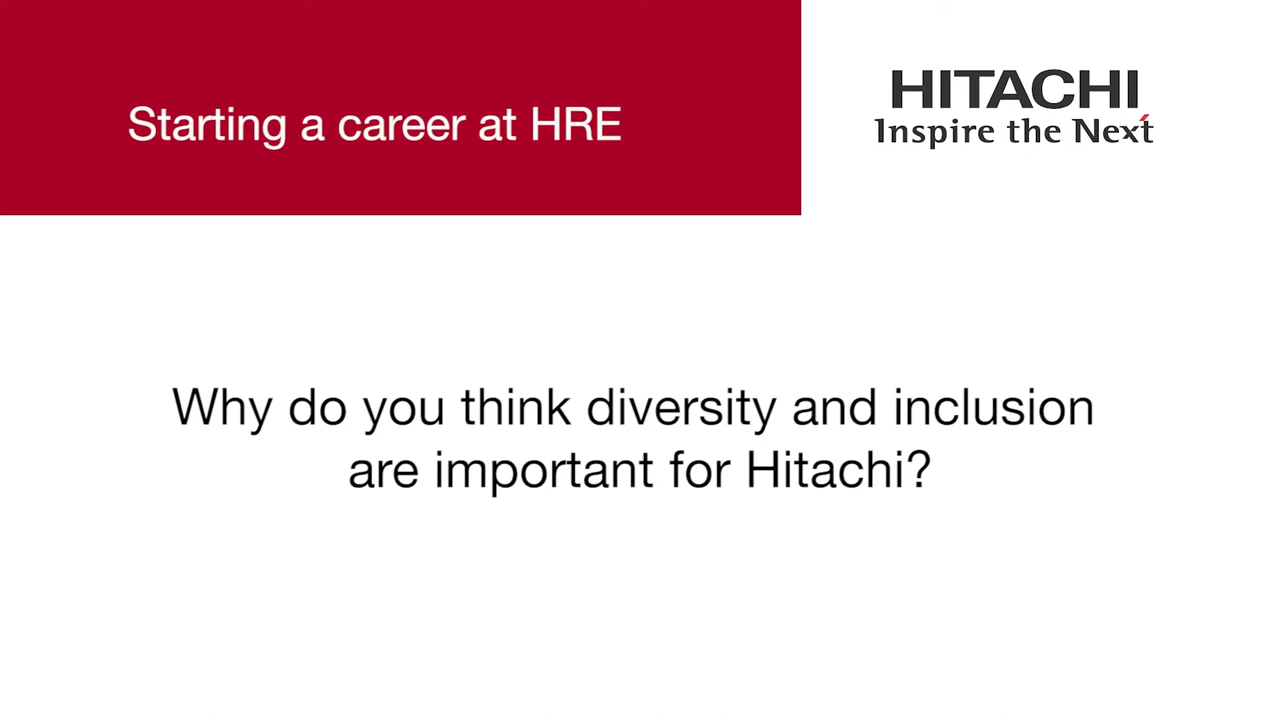 Starting a career at HRE
HITACHI
Inspire the Next
Why do you think diversity and inclusion
are important for Hitachi?